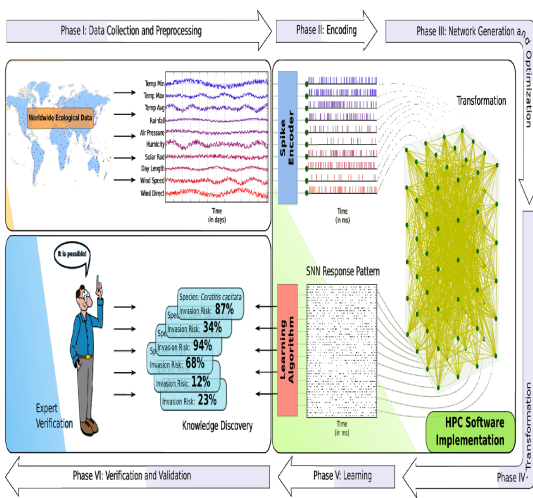 Phase I: Data Collection and Preprocessing
Phase II: Encoding
Phase III: Network Generation and Optimization
Worldwide Ecological Data
Temp Min
Temp Max
Temp Avg
Rainfall
Air Pressure
Humicity
Solar Rad
Day Length
Wind Speed
Wind Direct
Time
(in days)
Spike
Encoder
Time
(in ms)
Transformation
It is possible!
Expert
Verification
Species: Ceratitis capitata
Invasion Risk: 87%
Spec
Invasion Risk: 34%
Spe
Invasion Risk: 94%
Invasion Risk: 68%
Invasion Risk: 12%
Invasion Risk: 23%
Knowledge Discovery
Learning
Algorithm
SNN Response Pattern
Time
(in ms)
HPC Software
Implementation
Phase VI: Verification and Validation
Phase V: Learning
Phase IV: Transformation